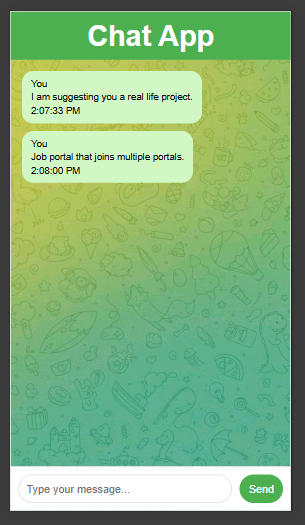 Chat App
You
I am suggesting you a real life project.
2:07:33 PM
You
Job portal that joins multiple portals.
2:08:00 PM
Type your message...
Send